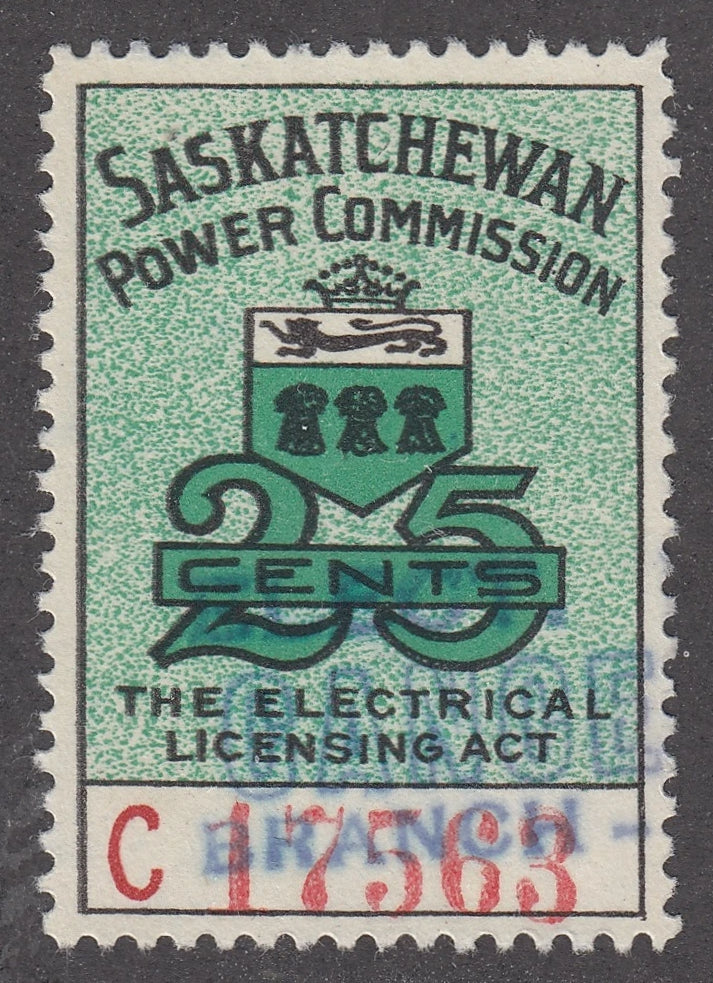 SASKATCHEWAN
POWER COMMISSION
25
CENTS
THE ELECTRICAL
LICENSING ACT
C 17563
BRANCH -